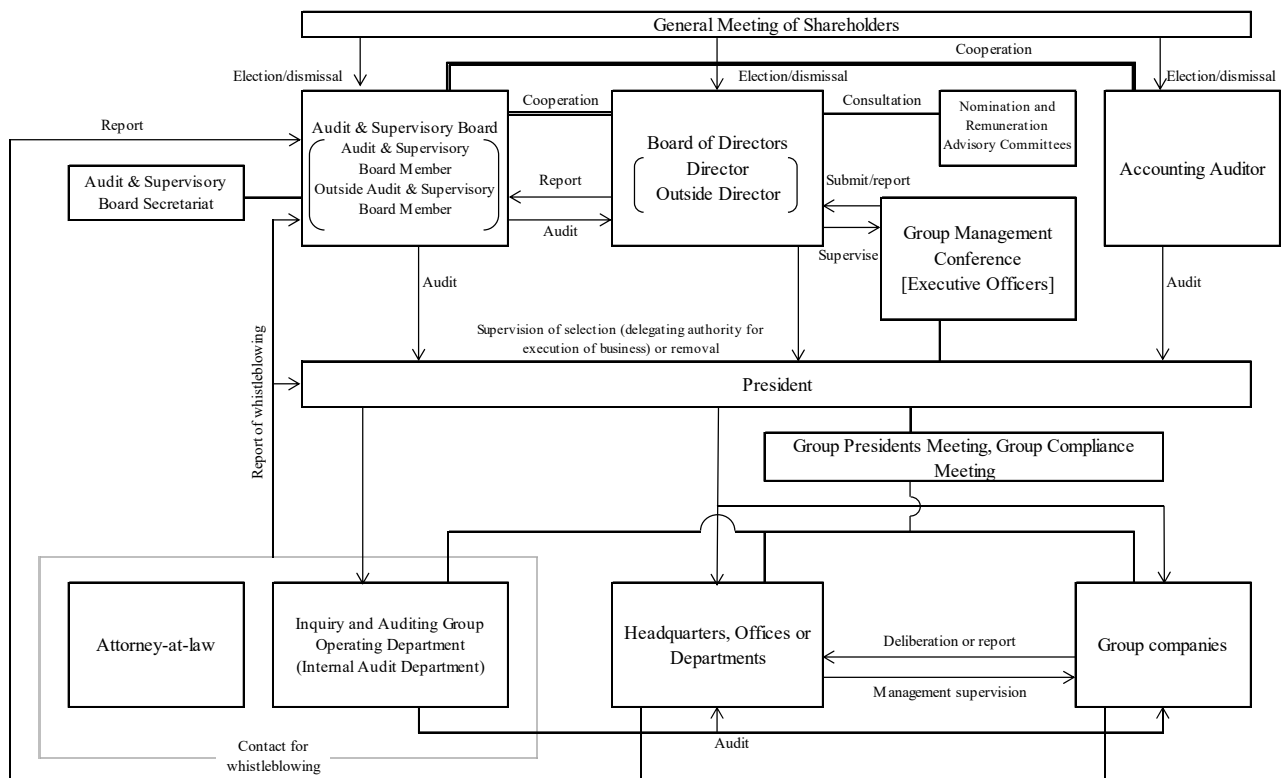 General Meeting of Shareholders
Cooperation
Election/dismissal
Election/dismissal
Election/dismissal
Report
Cooperation
Consultation
Audit & Supervisory Board
Audit & Supervisory
Board Member
Outside Audit & Supervisory
Board Member
Board of Directors
Director
Outside Director
Nomination and
Remuneration
Advisory Committees
Accounting Auditor
Audit & Supervisory
Board Secretariat
Report
Audit
Submit/report
Supervise
Group Management
Conference
[Executive Officers]
Audit
Audit
Supervision of selection (delegating authority for
execution of business) or removal
Report of whistleblowing
President
Group Presidents Meeting, Group Compliance
Meeting
Attorney-at-law
Inquiry and Auditing Group
Operating Department
(Internal Audit Department)
Headquarters, Offices or
Departments
Deliberation or report
Management supervision
Group companies
Audit
Contact for
whistleblowing